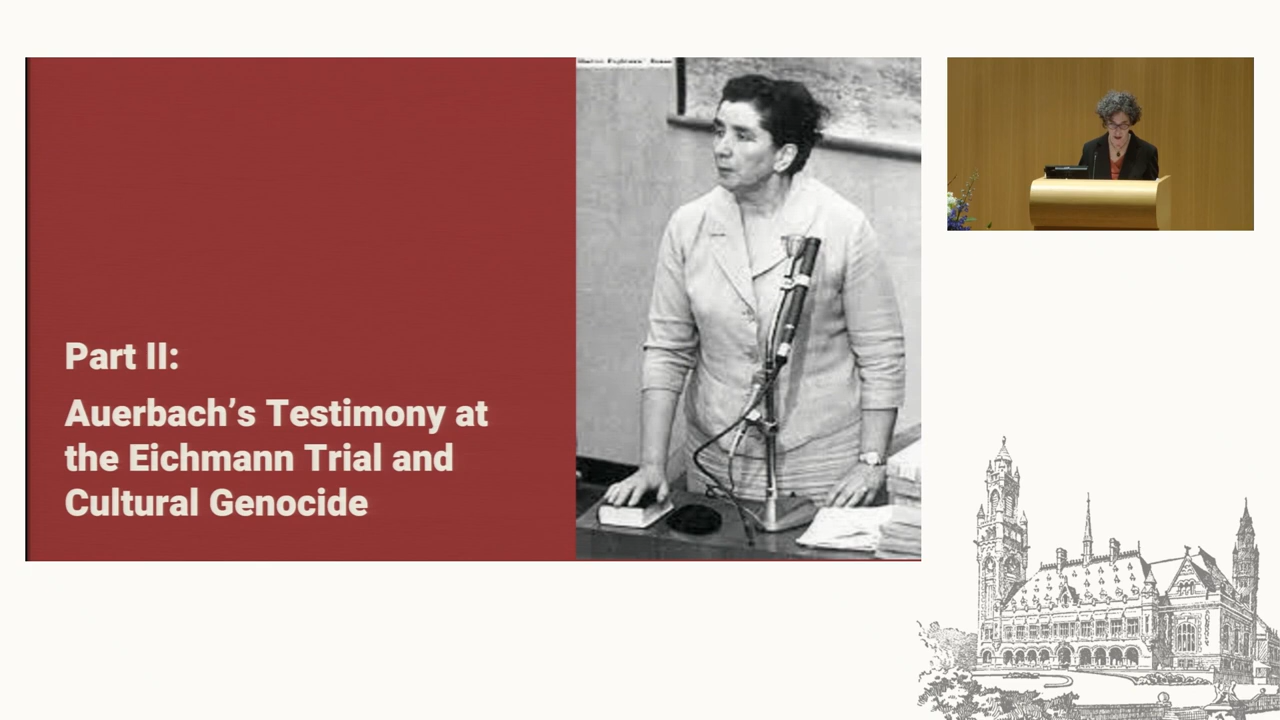 Part II:
Auerbach’s Testimony at
the Eichmann Trial and
Cultural Genocide